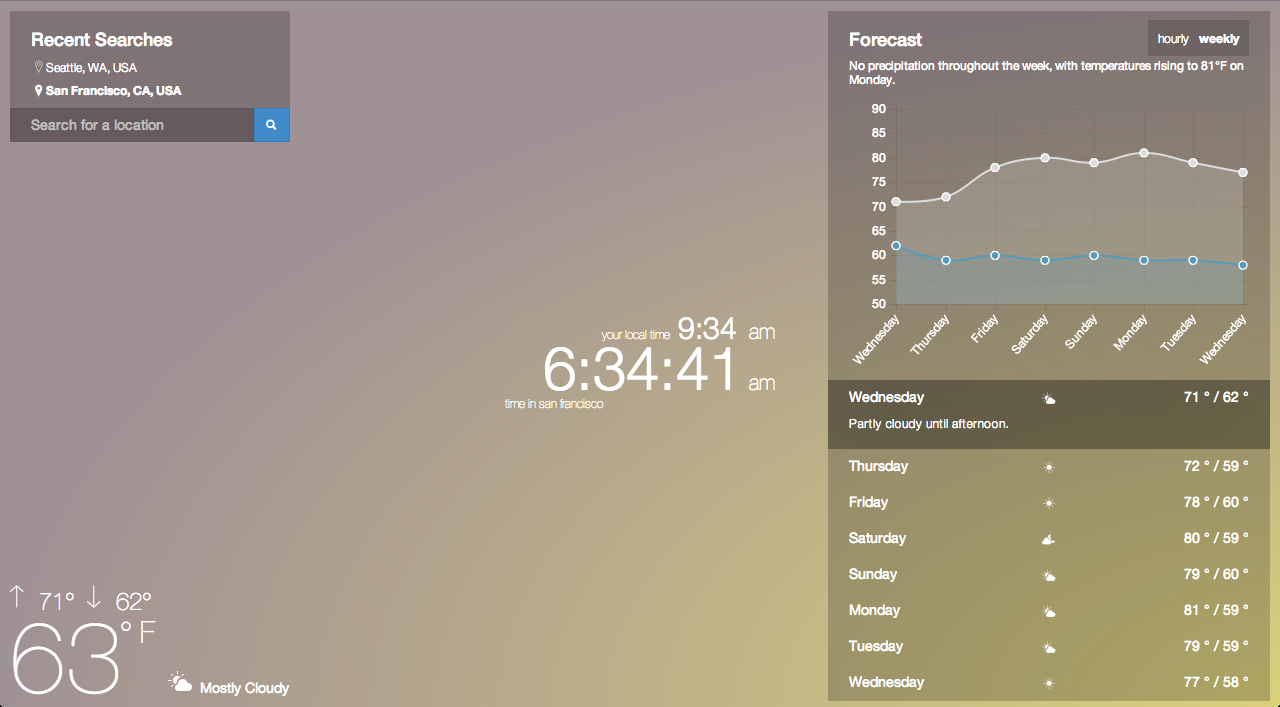 Recent Searches
Seattle, WA, USA
San Francisco, CA, USA
Search for a location
your local time 9:34 am
6:34:41 am
time in san francisco
↑ 71° ↓ 62°
63° F
Mostly Cloudy
Forecast
hourly weekly
No precipitation throughout the week, with temperatures rising to 81°F on
Monday.
90
85
80
75
70
65
60
55
50
Wednesday
Thursday
Friday
Saturday
Sunday
Monday
Tuesday
Wednesday
Wednesday 71 ° / 62 °
Partly cloudy until afternoon.
Thursday 72 ° / 59 °
Friday 78 ° / 60 °
Saturday 80 ° / 59 °
Sunday 79 ° / 60 °
Monday 81 ° / 59 °
Tuesday 79 ° / 59 °
Wednesday 77 ° / 58 °